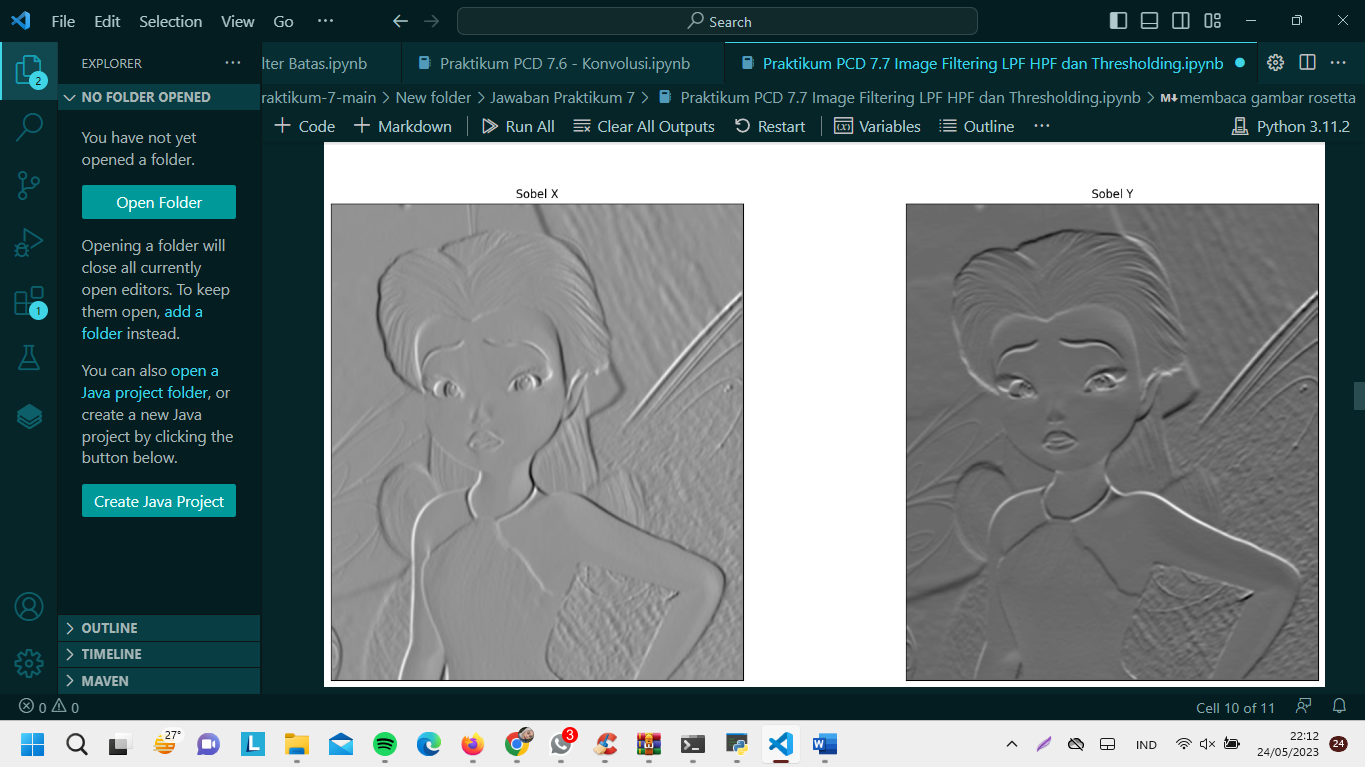 File Edit Selection View Go ···
Search
EXPLORER ···
lter Batas.ipynb
Praktikum PCD 7.6 - Konvolusi.ipynb
Praktikum PCD 7.7 Image Filtering LPF HPF dan Thresholding.ipynb
2
NO FOLDER OPENED
raktikum-7-main > New folder > Jawaban Praktikum 7 > Praktikum PCD 7.7 Image Filtering LPF HPF dan Thresholding.ipynb > M↓membaca gambar rosetta
+ Code + Markdown Run All Clear All Outputs Restart Variables Outline ··· Python 3.11.2
You have not yet
opened a folder.
Open Folder
Opening a folder will
close all currently
open editors. To keep
them open, add a
folder instead.
1
You can also open a
Java project folder, or
create a new Java
project by clicking the
button below.
Create Java Project
Sobel X
Sobel Y
OUTLINE
TIMELINE
MAVEN
0 0
Cell 10 of 11
27°
L
3
W
IND
22:12
24/05/2023
24